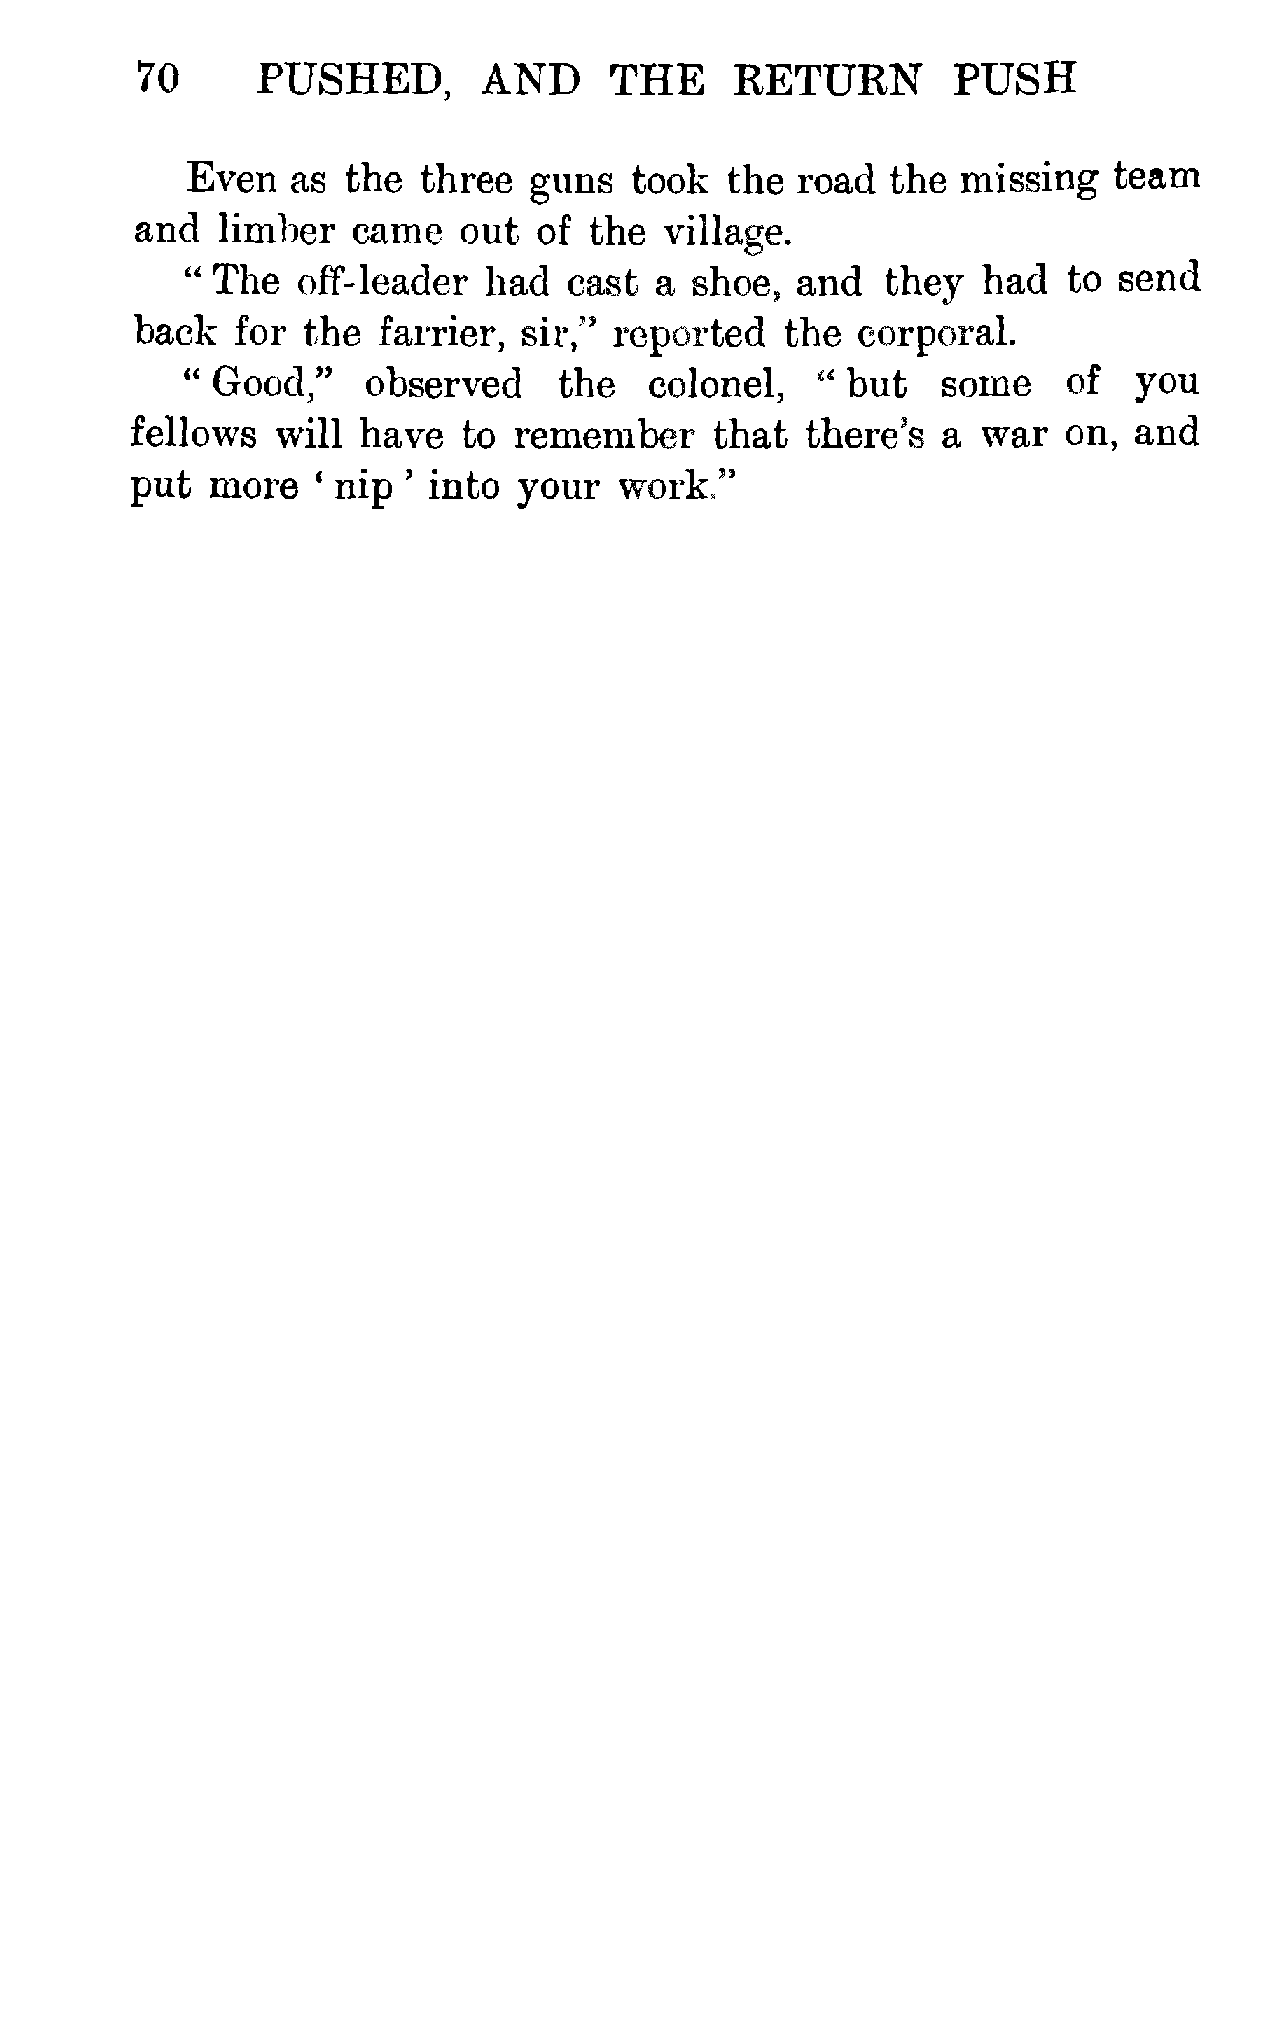 70 PUSHED, AND THE RETURN PUSH
Even as the three guns took the road the missing team
and limber came out of the village.
“ The off-leader had cast a shoe, and they had to send
back for the farrier, sir,” reported the corporal.
“ Good,” observed the colonel, “ but some of you
fellows will have to remember that there’s a war on, and
put more ‘ nip ’ into your work.”